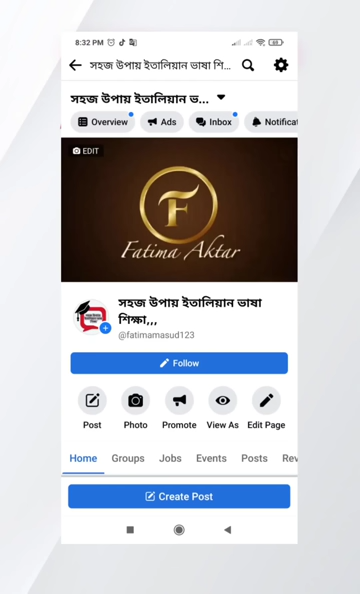 8:32 PM
সহজ উপায় ইতালিয়ান ভাষা শি...
সহজ উপায় ইতালিয়ান ভ...
Overview Ads Inbox Notificat
EDIT
F
Fatima Aktar
সহজ উপায় ইতালিয়ান ভাষা
শিক্ষা,,,
@fatimamasud123
Follow
Post Photo Promote View As Edit Page
Home Groups Jobs Events Posts Rev
Create Post